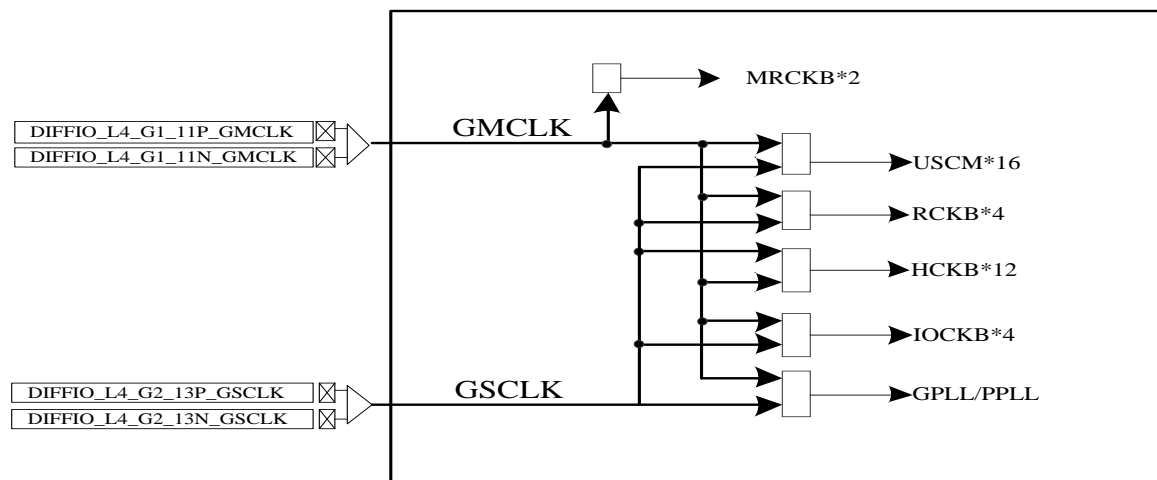 MRCKB*2
DIFFIO_L4_G1_11P_GMCLK
GMCLK
DIFFIO_L4_G1_11N_GMCLK
USCM*16
RCKB*4
HCKB*12
IOCKB*4
DIFFIO_L4_G2_13P_GSCLK
GSCLK
GPLL/PPLL
DIFFIO_L4_G2_13N_GSCLK